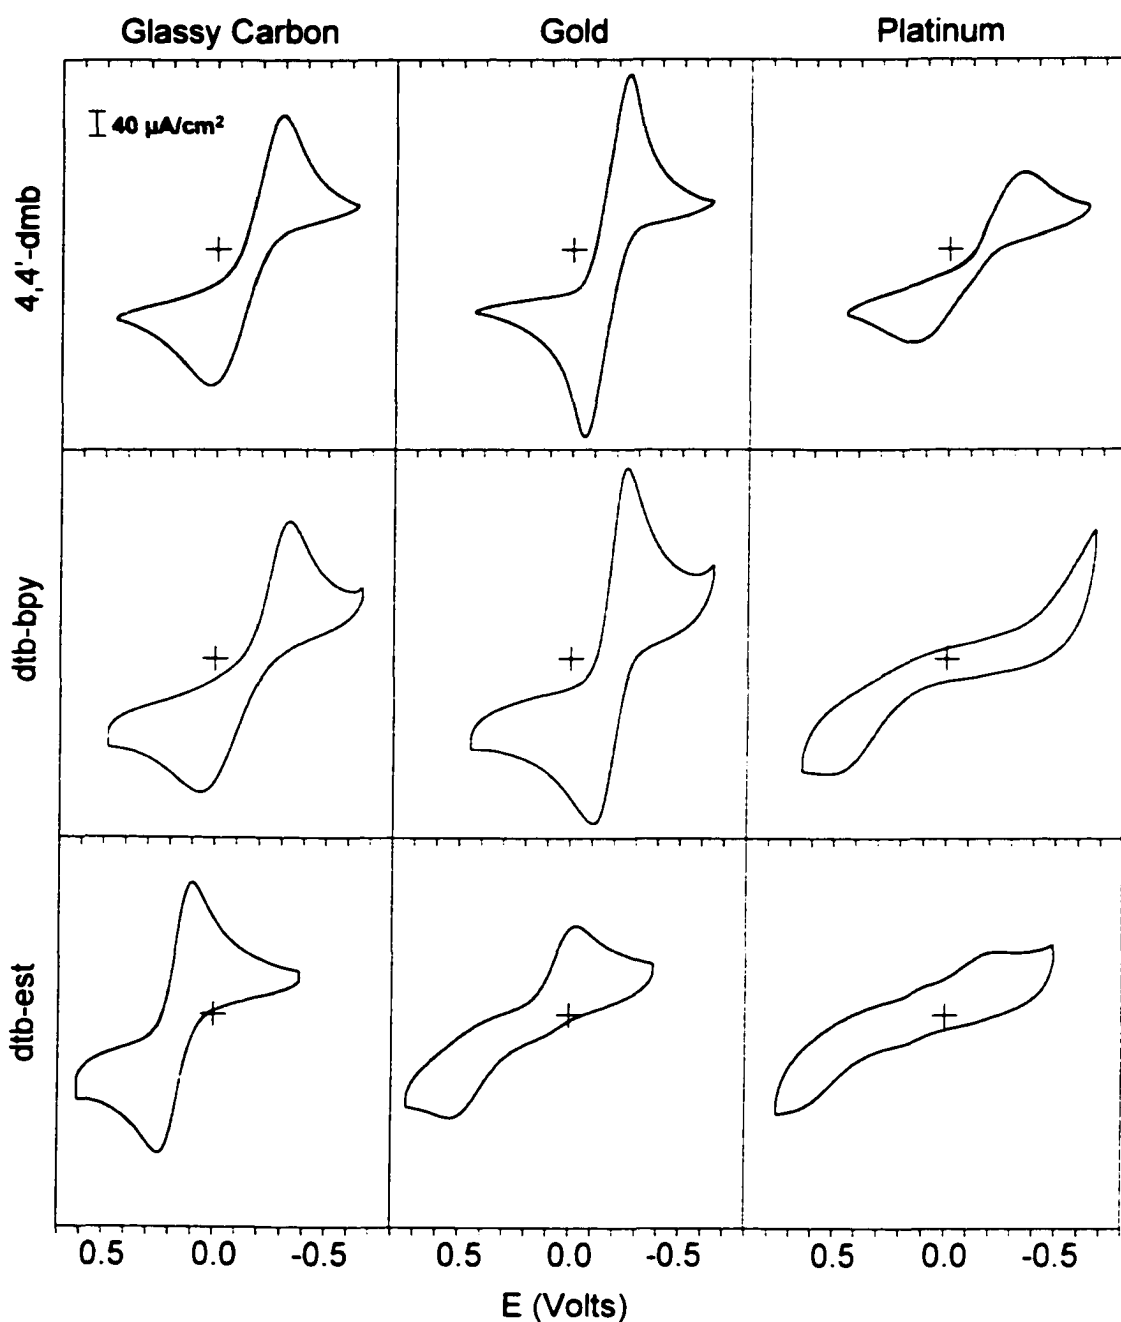 Glassy Carbon Gold Platinum
40 µA/cm²
4,4'-dmb
dtb-bpy
dtb-est
0.5 0.0 -0.5 0.5 0.0 -0.5 0.5 0.0 -0.5
E (Volts)